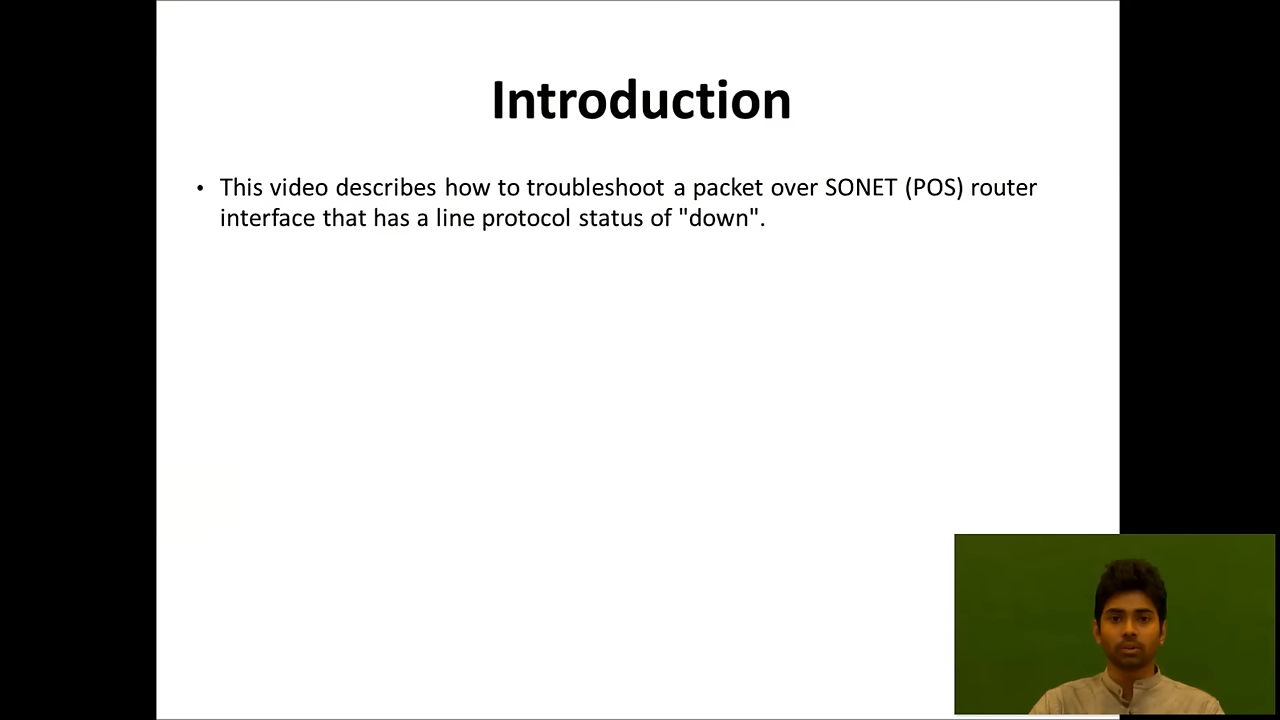 Introduction
• This video describes how to troubleshoot a packet over SONET (POS) router
interface that has a line protocol status of "down".